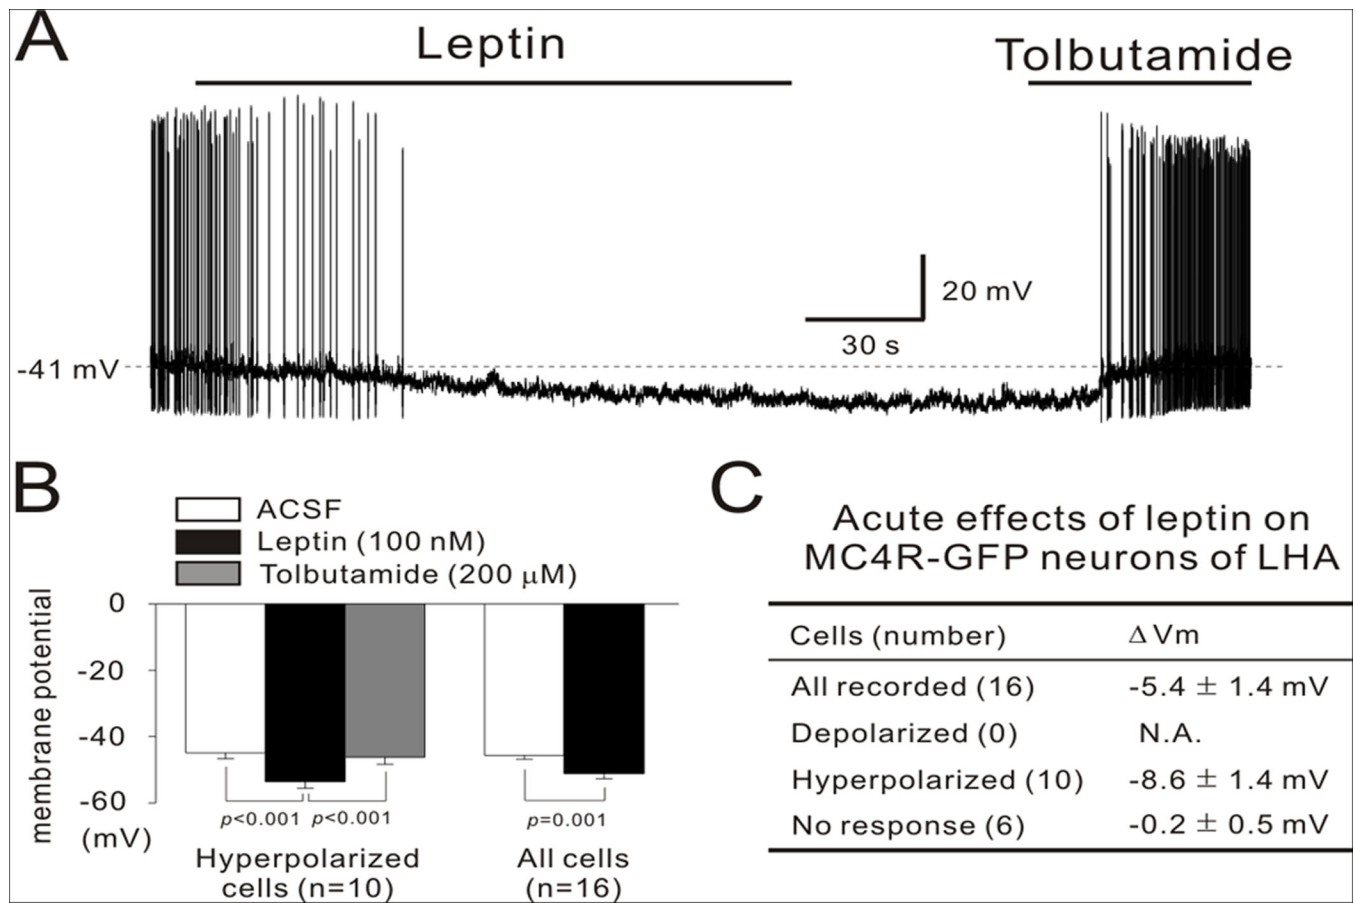 A
Leptin
Tolbutamide
20 mV
30 s
-41 mV
B
ACSF
Leptin (100 nM)
Tolbutamide (200 μM)
membrane potential
(mV)
0
-20
-40
-60
p<0.001 p<0.001
p=0.001
Hyperpolarized
cells (n=10)
All cells
(n=16)
C
Acute effects of leptin on
MC4R-GFP neurons of LHA
Cells (number) Δ Vm
All recorded (16) -5.4 ± 1.4 mV
Depolarized (0) N.A.
Hyperpolarized (10) -8.6 ± 1.4 mV
No response (6) -0.2 ± 0.5 mV